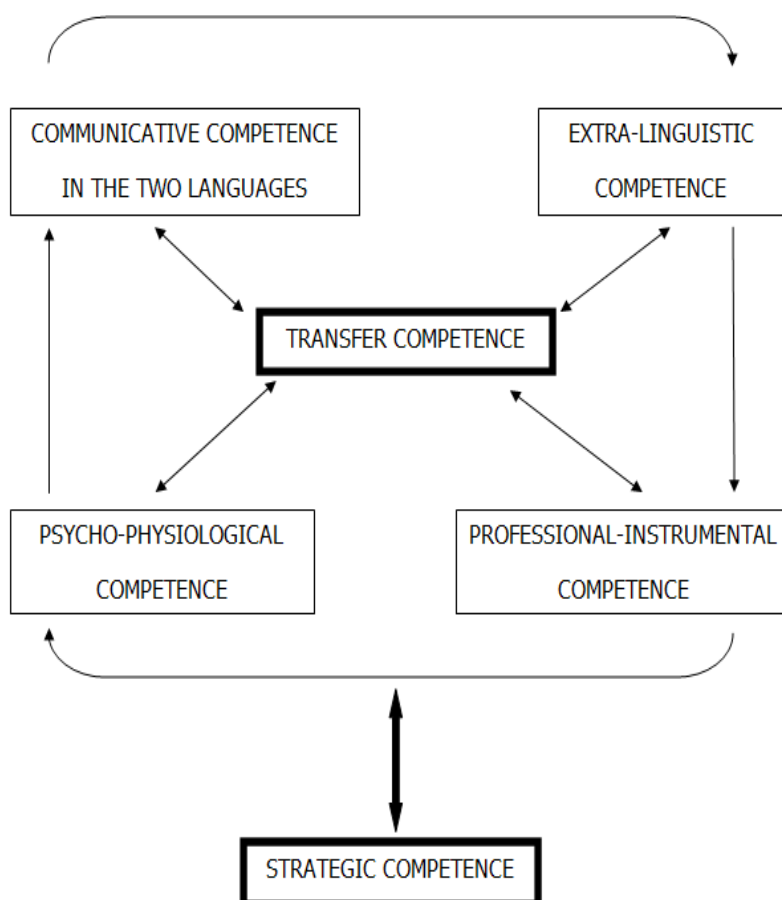 COMMUNICATIVE COMPETENCE
IN THE TWO LANGUAGES
EXTRA-LINGUISTIC
COMPETENCE
TRANSFER COMPETENCE
PSYCHO-PHYSIOLOGICAL
COMPETENCE
PROFESSIONAL-INSTRUMENTAL
COMPETENCE
STRATEGIC COMPETENCE